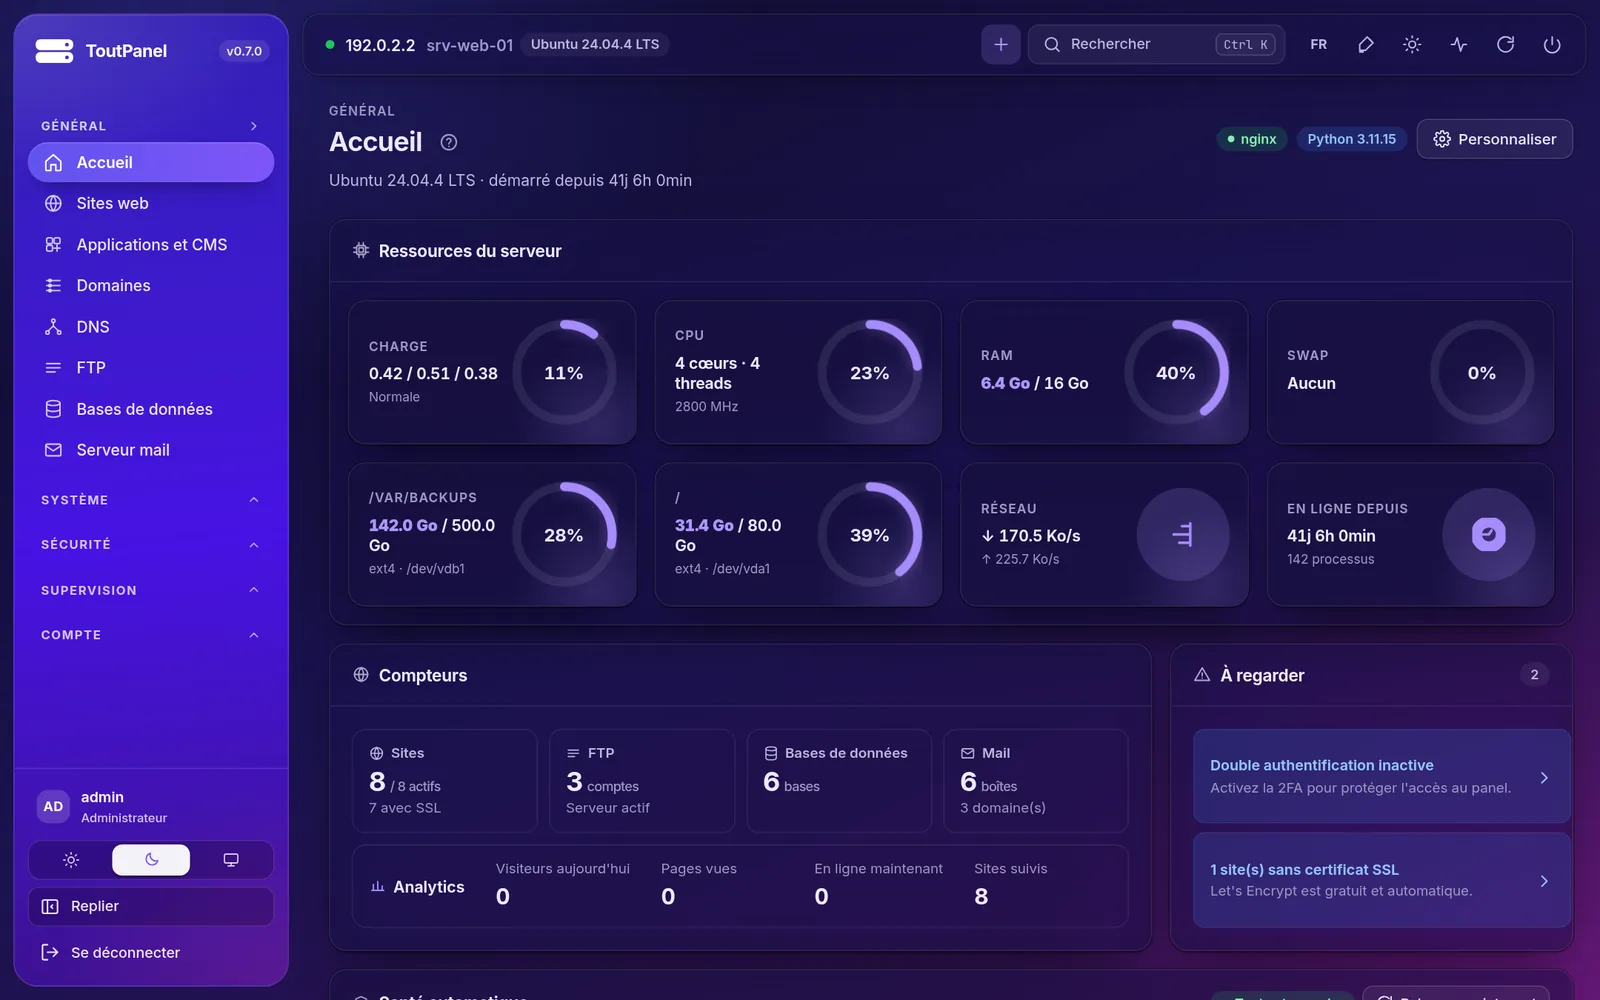 ToutPanel
v0.7.0
GÉNÉRAL
Accueil
Sites web
Applications et CMS
Domaines
DNS
FTP
Bases de données
Serveur mail
SYSTÈME
SÉCURITÉ
SUPERVISION
COMPTE
AD
admin
Administrateur
Replier
Se déconnecter
192.0.2.2 srv-web-01 Ubuntu 24.04.4 LTS
Rechercher Ctrl K
FR
GÉNÉRAL
Accueil
Ubuntu 24.04.4 LTS · démarré depuis 41j 6h 0min
nginx
Python 3.11.15
Personnaliser
Ressources du serveur
CHARGE
0.42 / 0.51 / 0.38
Normale
11%
CPU
4 cœurs · 4
threads
2800 MHz
23%
RAM
6.4 Go / 16 Go
40%
SWAP
Aucun
0%
/VAR/BACKUPS
142.0 Go / 500.0
Go
ext4 · /dev/vdb1
28%
/
31.4 Go / 80.0
Go
ext4 · /dev/vda1
39%
RÉSEAU
↓ 170.5 Ko/s
↑ 225.7 Ko/s
EN LIGNE DEPUIS
41j 6h 0min
142 processus
Compteurs
Sites
8 / 8 actifs
7 avec SSL
FTP
3 comptes
Serveur actif
Bases de données
6 bases
Mail
6 boîtes
3 domaine(s)
Analytics
Visiteurs aujourd'hui
0
Pages vues
0
En ligne maintenant
0
Sites suivis
8
À regarder
2
Double authentification inactive
Activez la 2FA pour protéger l'accès au panel.
1 site(s) sans certificat SSL
Let's Encrypt est gratuit et automatique.
Santé automatique